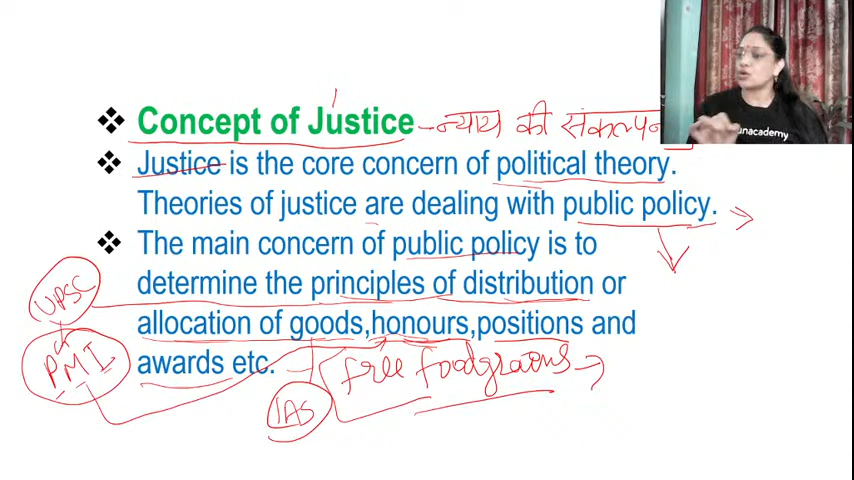 ❖ Concept of Justice - न्याय की संकल्पना
❖ Justice is the core concern of political theory.
Theories of justice are dealing with public policy.
❖ The main concern of public policy is to
determine the principles of distribution or
allocation of goods,honours,positions and
awards etc.
UPSC
PMI
free foodgrains
IAS
unacademy